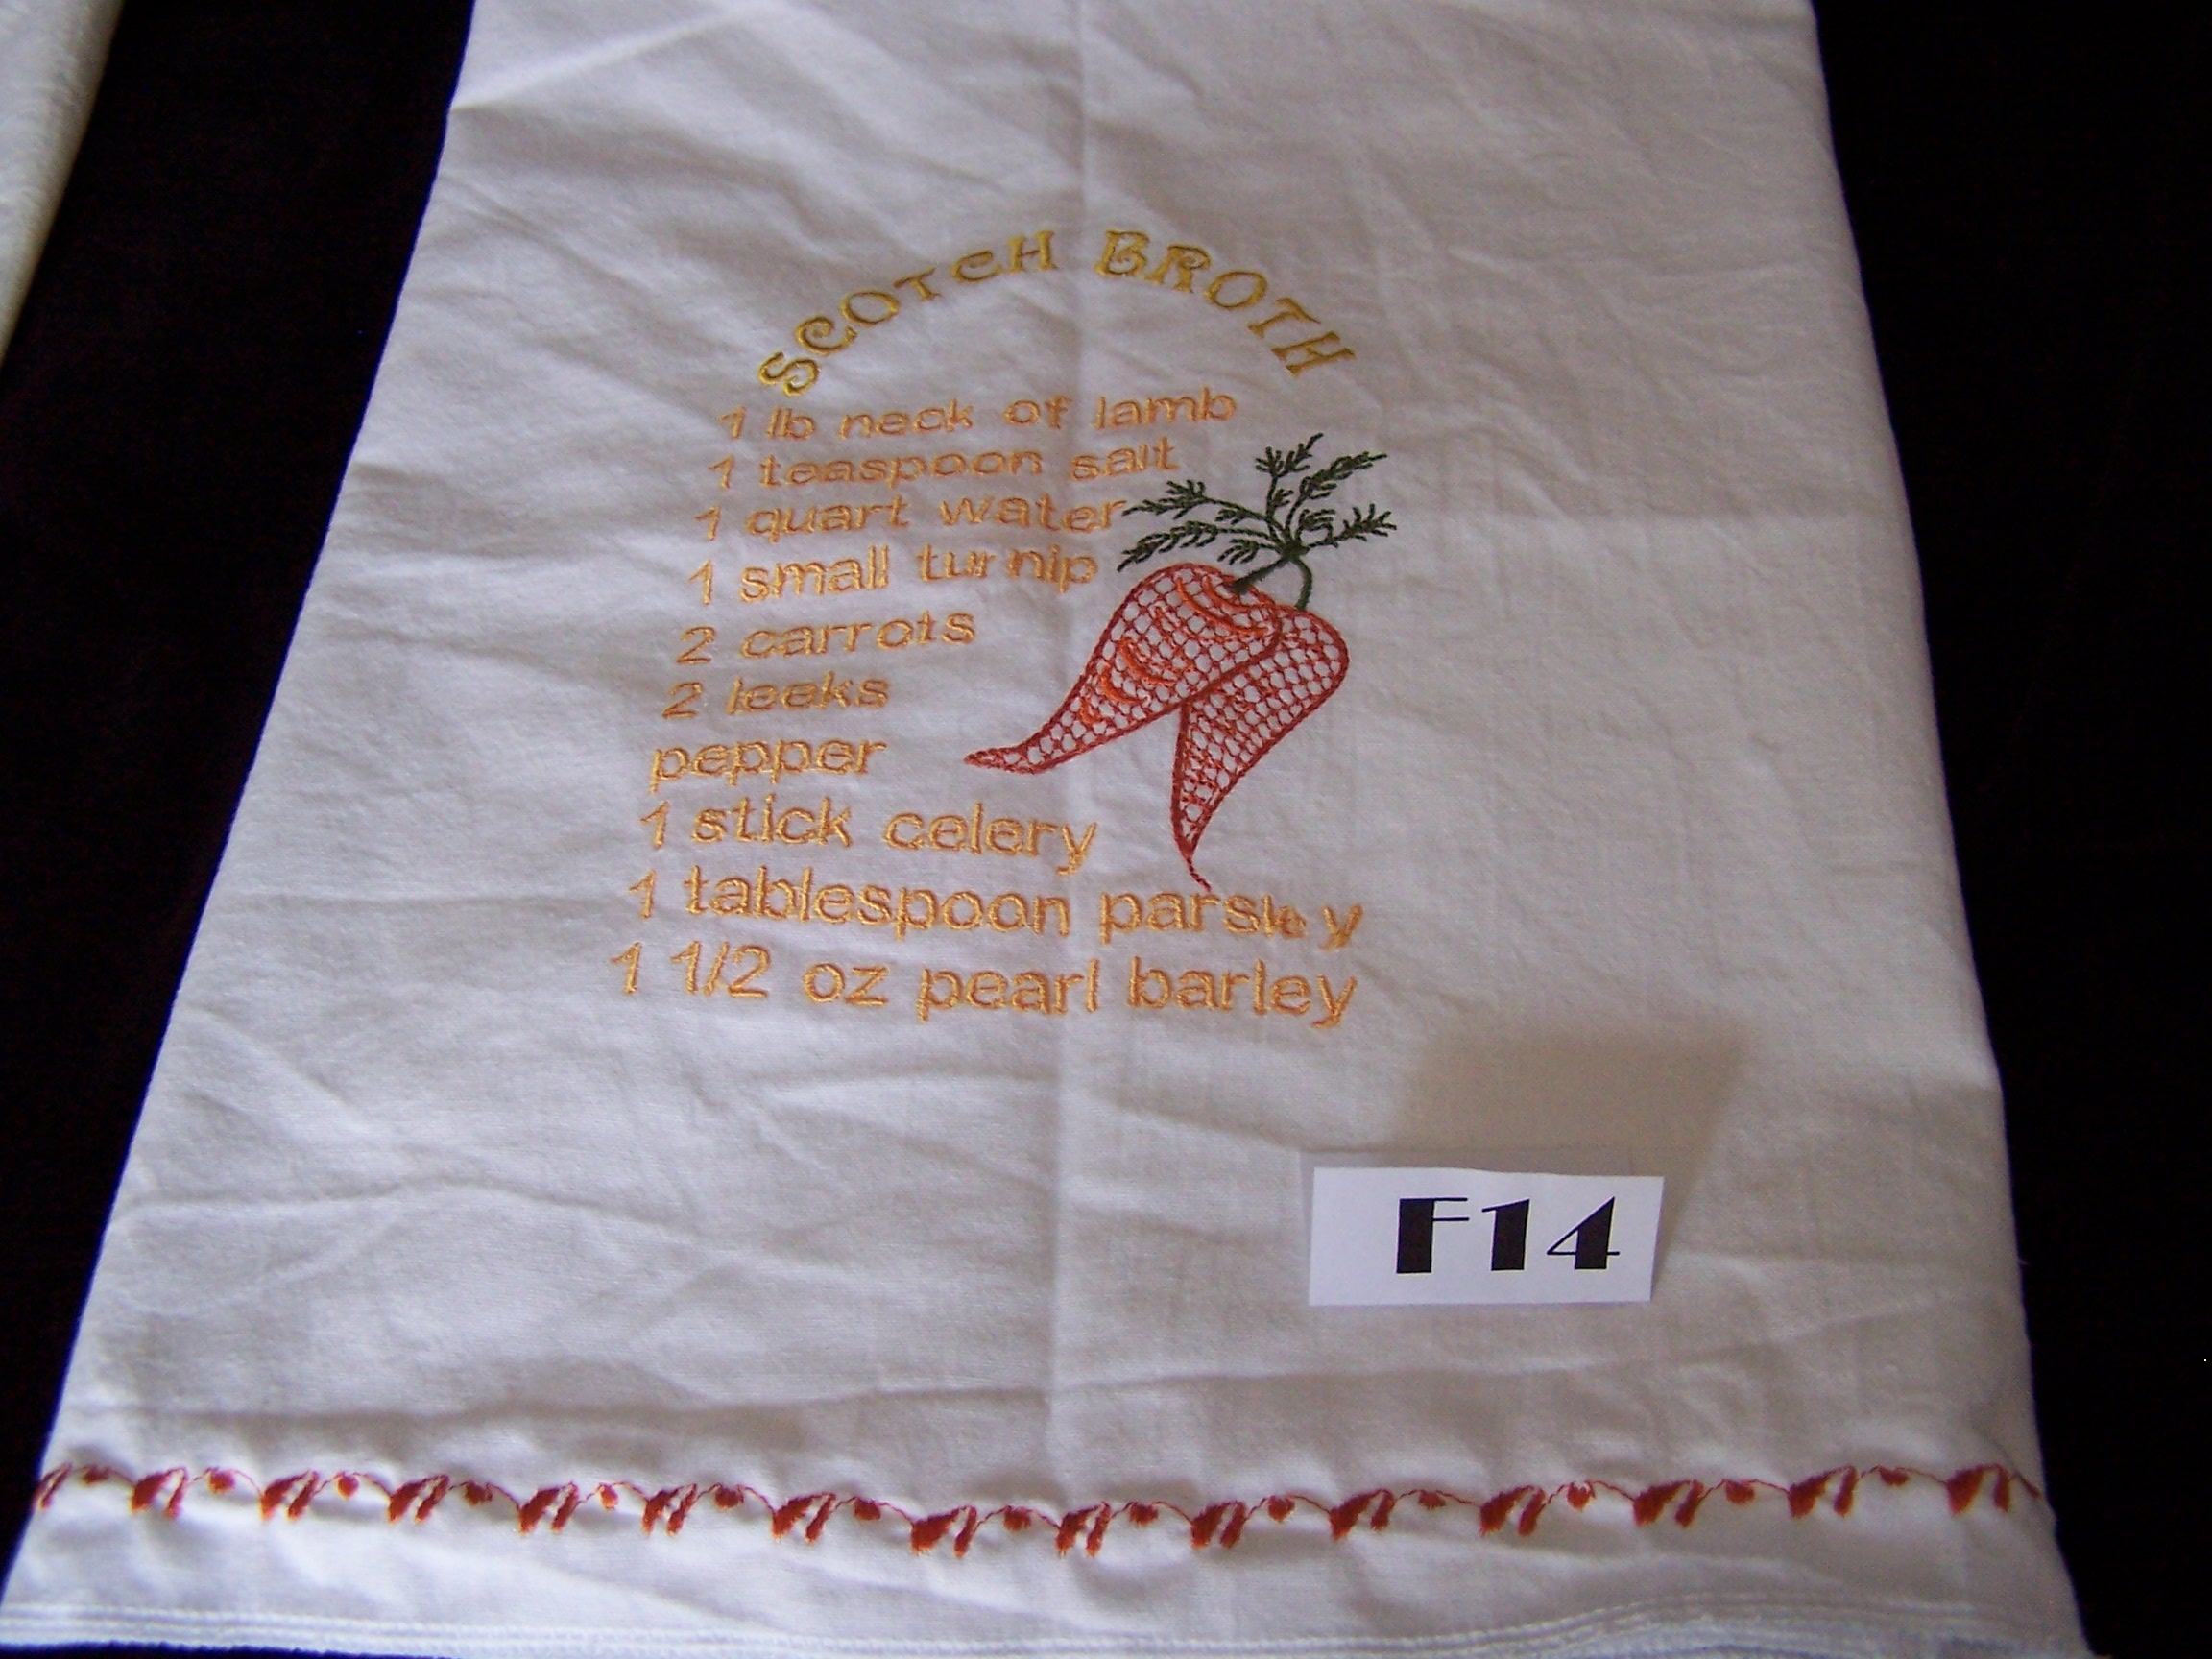 SCOTCH BROTH
1 lb neck of lamb
1 teaspoon salt
1 quart water
1 small turnip
2 carrots
2 leeks
pepper
1 stick celery
1 tablespoon parsley
1 1/2 oz pearl barley
F14